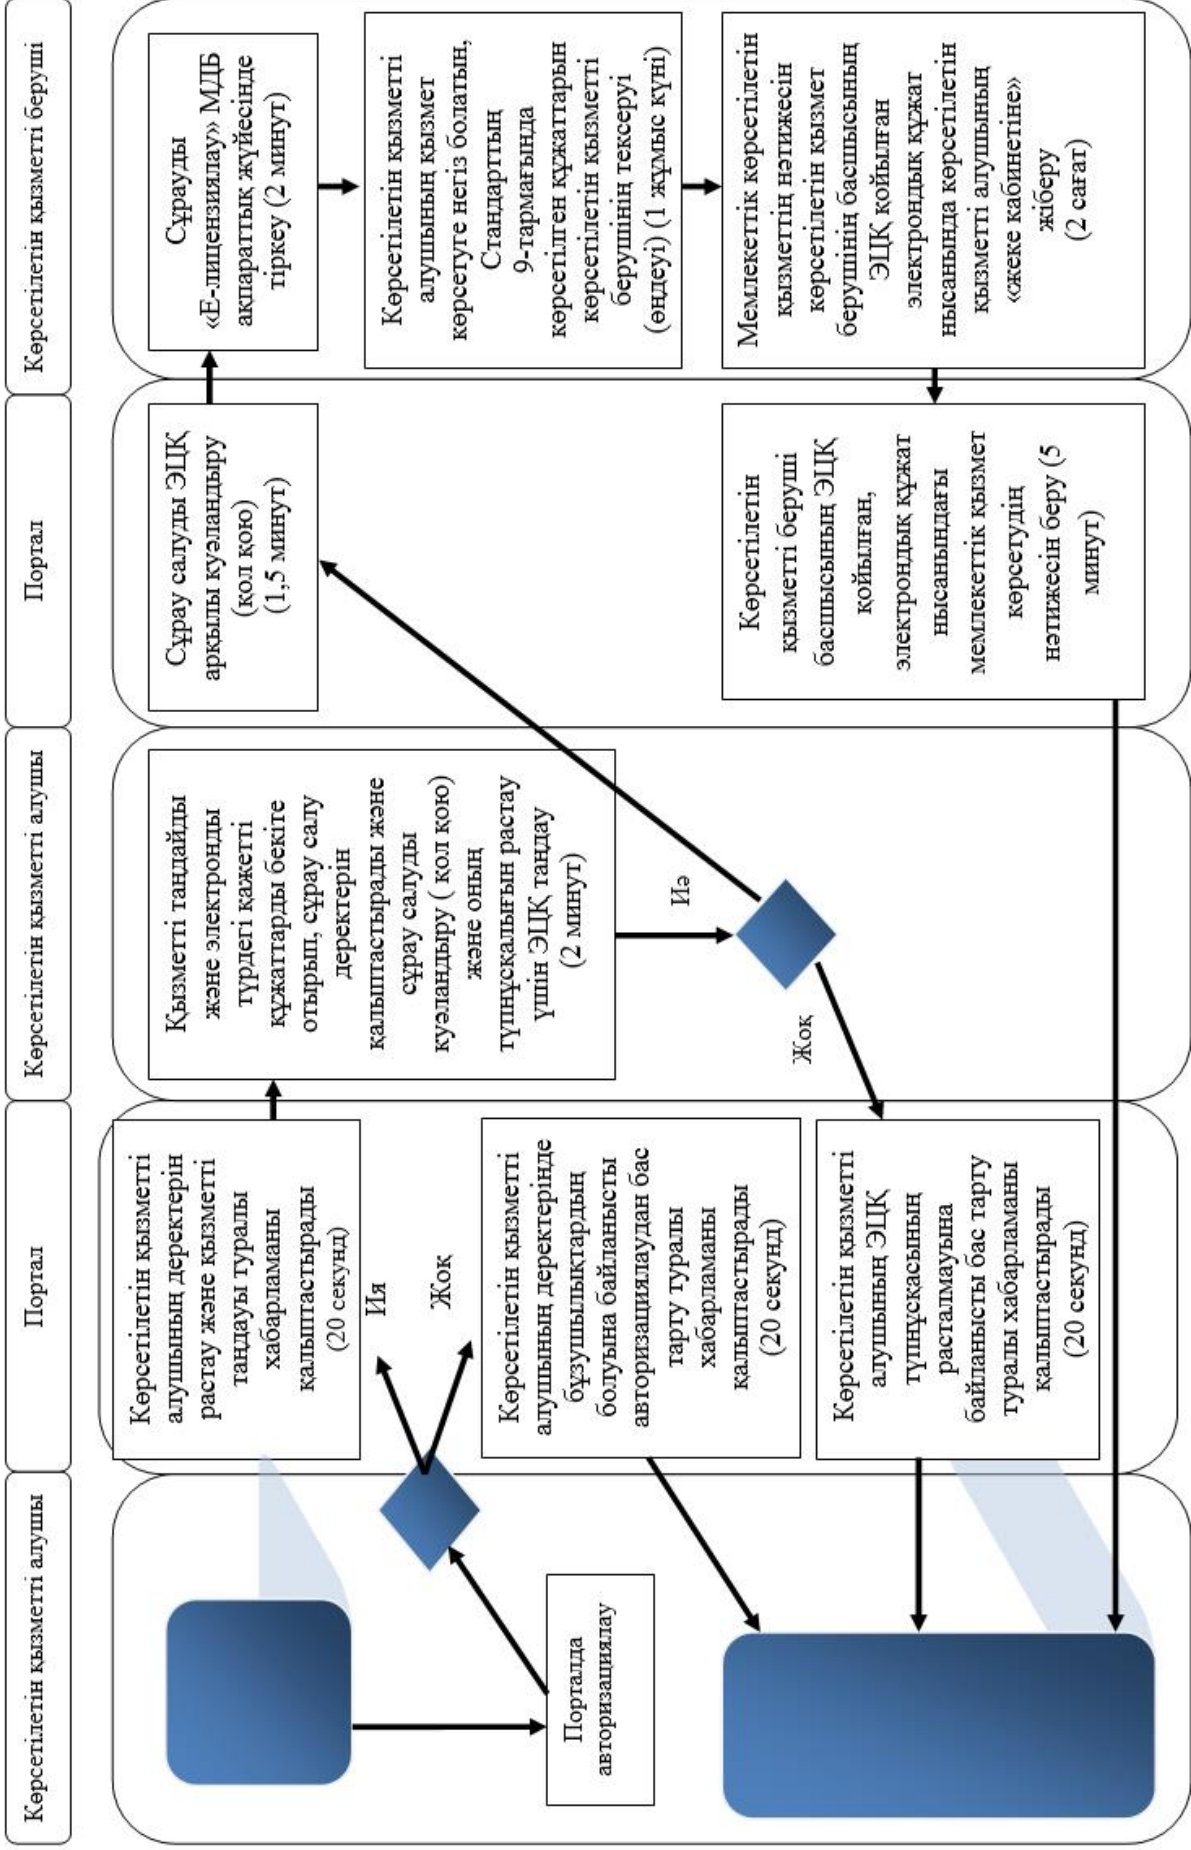 Көрсетілетін қызметті алушы
Портал
Көрсетілетін қызметті алушы
Портал
Көрсетілетін қызметті беруші
Порталда
авторизациялау
Көрсетілетін қызметті
алушының деректерін
растау және қызметті
таңдауы туралы
хабарламаны
қалыптастырады
(20 секунд)
Ия
Жоқ
Көрсетілетін қызметті
алушының деректерінде
бұзушылықтардың
болуына байланысты
авторизациялаудан бас
тарту туралы
хабарламаны
қалыптастырады
(20 секунд)
Көрсетілетін қызметті
алушының ЭЦҚ
түпнұсқасының
расталмауына
байланысты бас тарту
туралы хабарламаны
қалыптастырады
(20 секунд)
Қызметті таңдайды
және электронды
түрдегі қажетті
құжаттарды бекіте
отырып, сұрау салу
деректерін
қалыптастырады және
сұрау салуды
куәландыру ( қол қою)
және оның
түпнұсқалығын растау
үшін ЭЦҚ таңдау
(2 минут)
Иә
Жоқ
Сұрау салуды ЭЦҚ
арқылы куәландыру
(қол қою)
(1,5 минут)
Көрсетілетін
қызметті беруші
басшысының ЭЦҚ
қойылған,
электрондық құжат
нысанындағы
мемлекеттік қызмет
көрсетудің
нәтижесін беру (5
минут)
Сұрауды
«Е-лицензиялау» МДБ
ақпараттық жүйесінде
тіркеу (2 минут)
Көрсетілетін қызметті
алушының қызмет
көрсетуге негіз болатын,
Стандарттың
9-тармағында
көрсетілген құжаттарын
көрсетілетін қызметті
берушінің тексеруі
(өңдеуі) (1 жұмыс күні)
Мемлекеттік көрсетілетін
қызметтің нәтижесін
көрсетілетін қызмет
берушінің басшысының
ЭЦҚ қойылған
электрондық құжат
нысанында көрсетілетін
қызметті алушының
«жеке кабинетіне»
жіберу
(2 сағат)